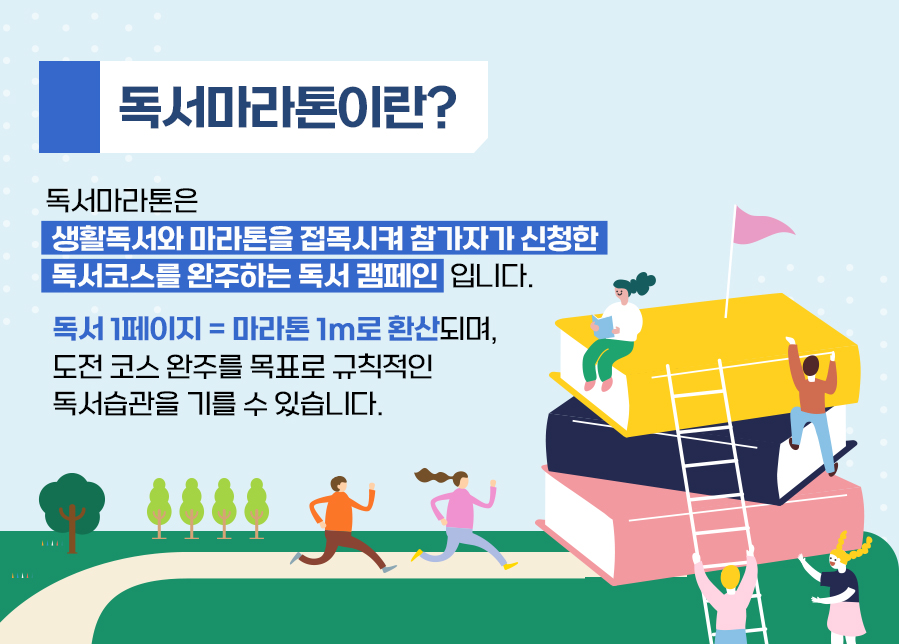 독서마라톤이란?
독서마라톤은
생활독서와 마라톤을 접목시켜 참가자가 신청한
독서코스를 완주하는 독서 캠페인 입니다.
독서 1페이지 = 마라톤 1m로 환산되며,
도전 코스 완주를 목표로 규칙적인
독서습관을 기를 수 있습니다.